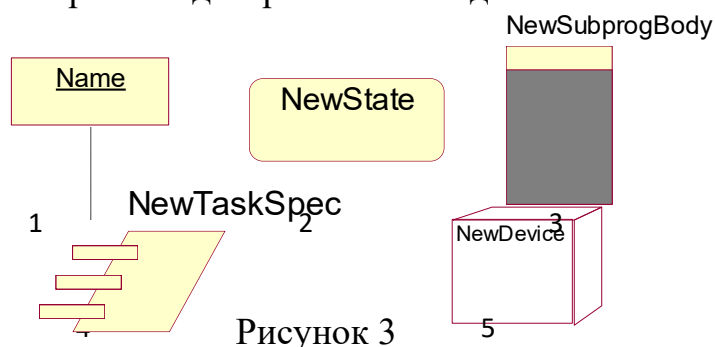 NewSubprogBody
Name
NewState
NewTaskSpec
1
2
3
NewDevice
4
Рисунок 3
5